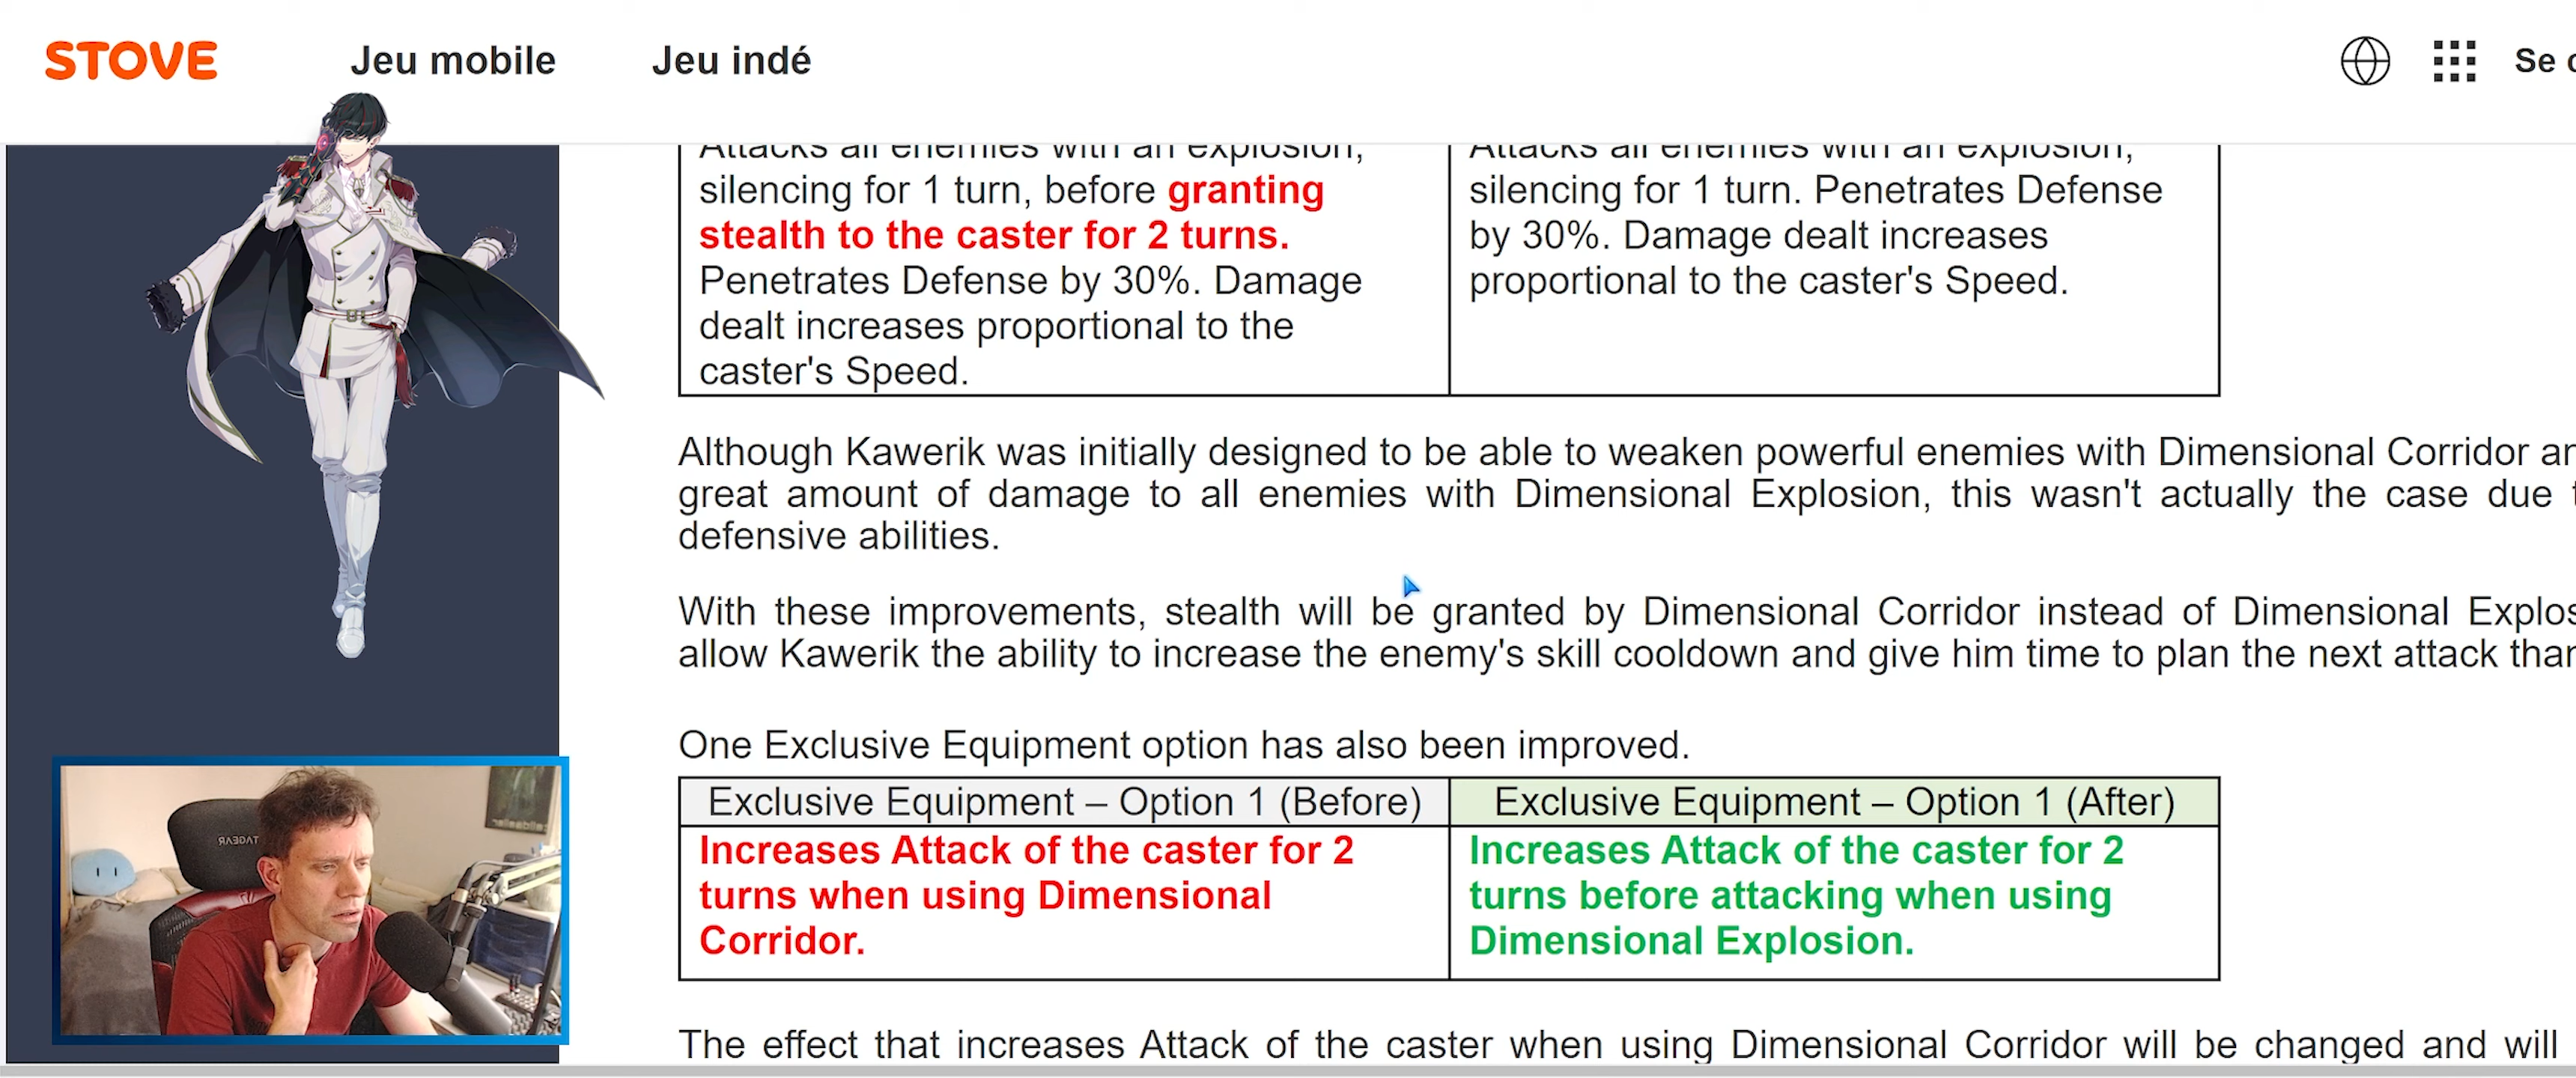 STOVE Jeu mobile Jeu indé Se
Attacks all enemies with an explosion,
silencing for 1 turn, before granting
stealth to the caster for 2 turns.
Penetrates Defense by 30%. Damage
dealt increases proportional to the
caster's Speed.
Attacks all enemies with an explosion,
silencing for 1 turn. Penetrates Defense
by 30%. Damage dealt increases
proportional to the caster's Speed.
Although Kawerik was initially designed to be able to weaken powerful enemies with Dimensional Corridor
great amount of damage to all enemies with Dimensional Explosion, this wasn't actually the case due
defensive abilities.
With these improvements, stealth will be granted by Dimensional Corridor instead of Dimensional
allow Kawerik the ability to increase the enemy's skill cooldown and give him time to plan the next attack
One Exclusive Equipment option has also been improved.
Exclusive Equipment – Option 1 (Before)
Exclusive Equipment – Option 1 (After)
Increases Attack of the caster for 2
turns when using Dimensional
Corridor.
Increases Attack of the caster for 2
turns before attacking when using
Dimensional Explosion.
The effect that increases Attack of the caster when using Dimensional Corridor will be changed and will